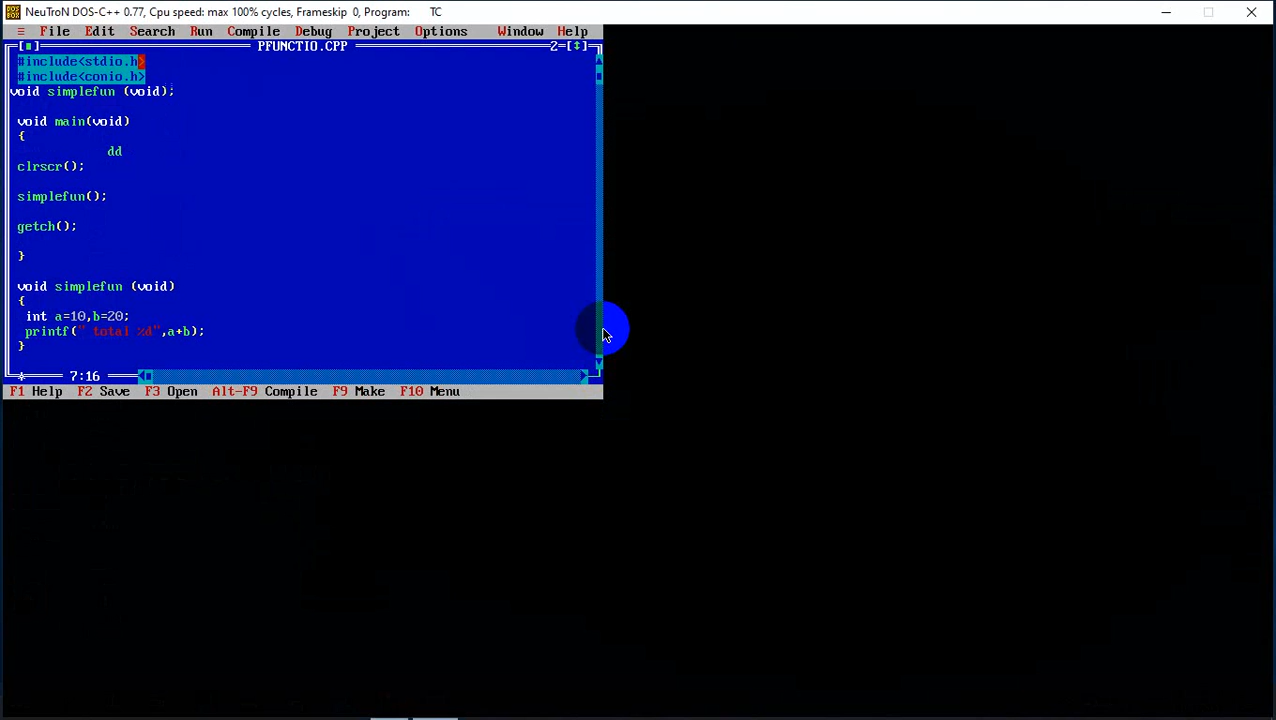 NeuTroN DOS-C++ 0.77, Cpu speed: max 100% cycles, Frameskip 0, Program: TC
≡ File Edit Search Run Compile Debug Project Options Window Help
[■] PFUNCTIO.CPP 2=[↕]
#include<stdio.h>
#include<conio.h>
void simplefun (void);
void main(void)
{
dd
clrscr();
simplefun();
getch();
}
void simplefun (void)
{
int a=10,b=20;
printf(" total %d",a+b);
}
* 7:16
F1 Help F2 Save F3 Open Alt-F9 Compile F9 Make F10 Menu